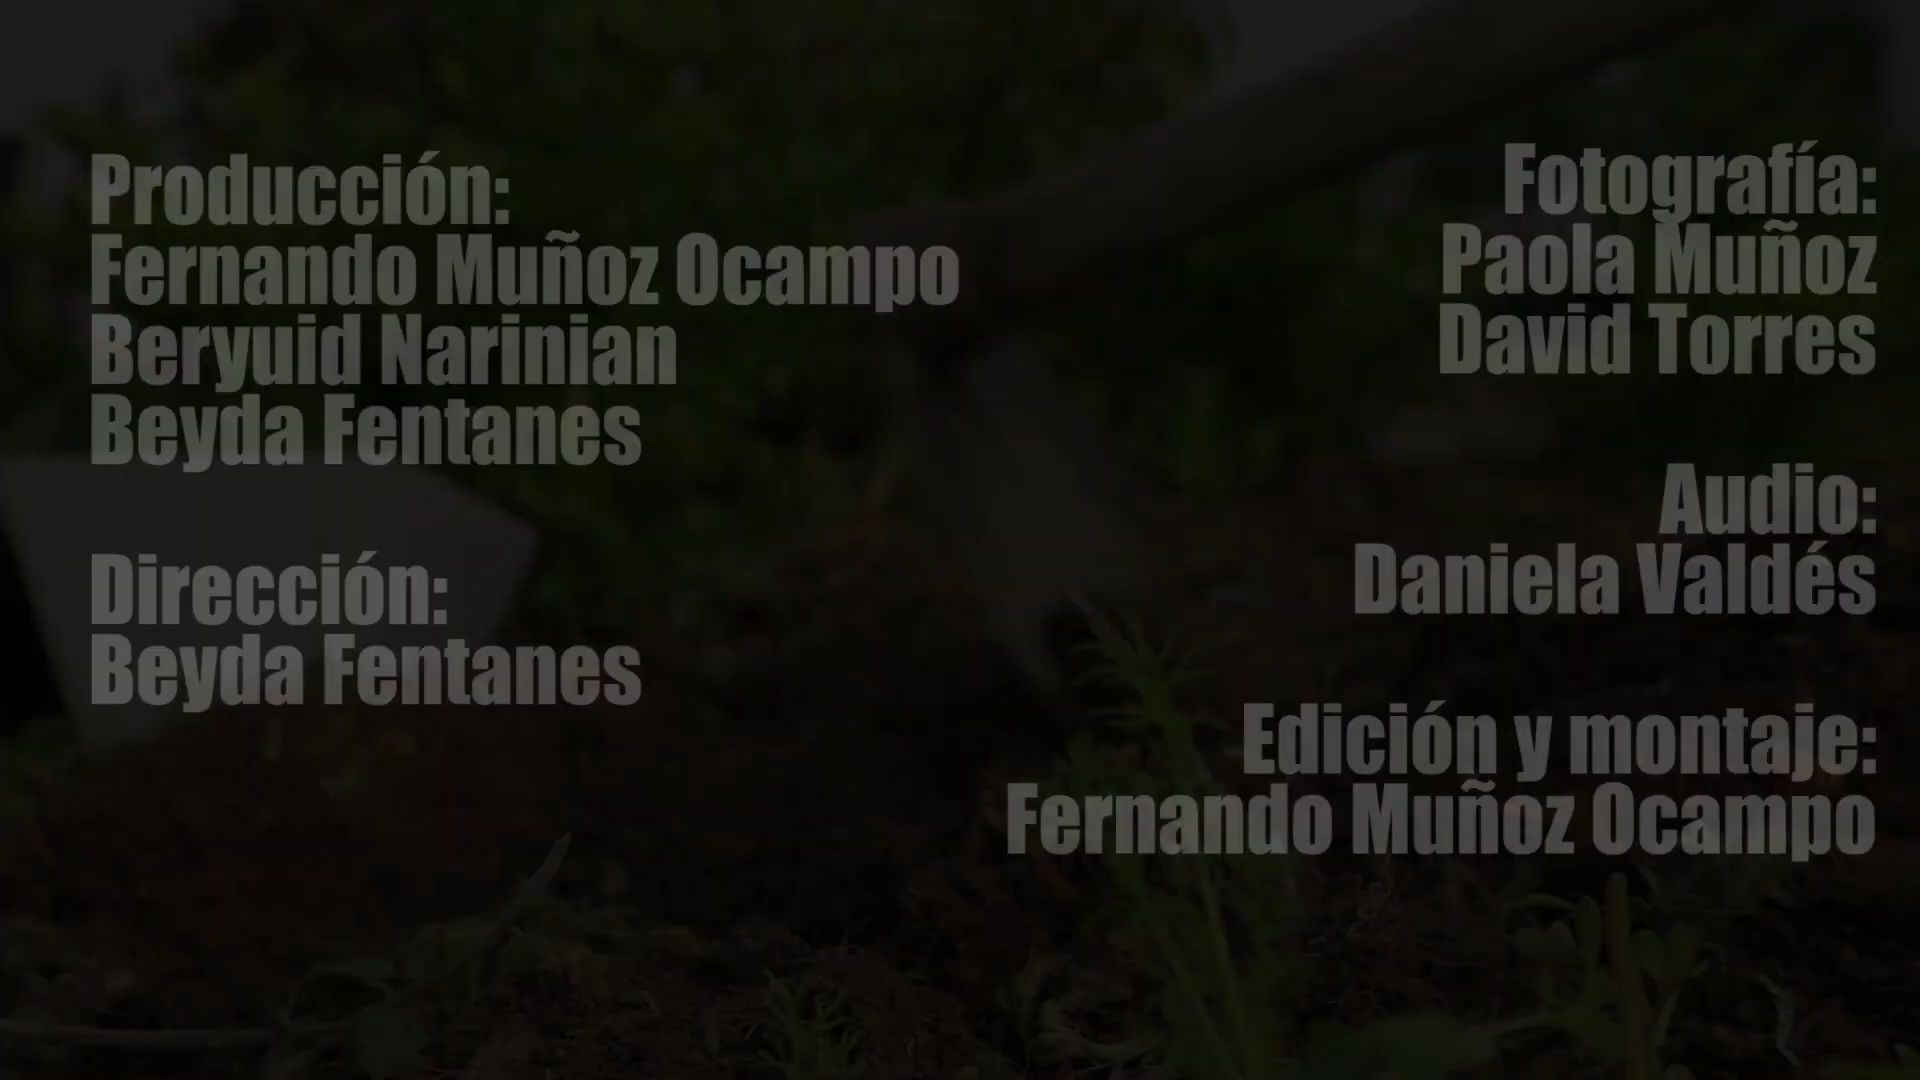 Producción:
Fernando Muñoz Ocampo
Beryuid Narinian
Beyda Fentanes
Dirección:
Beyda Fentanes
Fotografía:
Paola Muñoz
David Torres
Audio:
Daniela Valdés
Edición y montaje:
Fernando Muñoz Ocampo